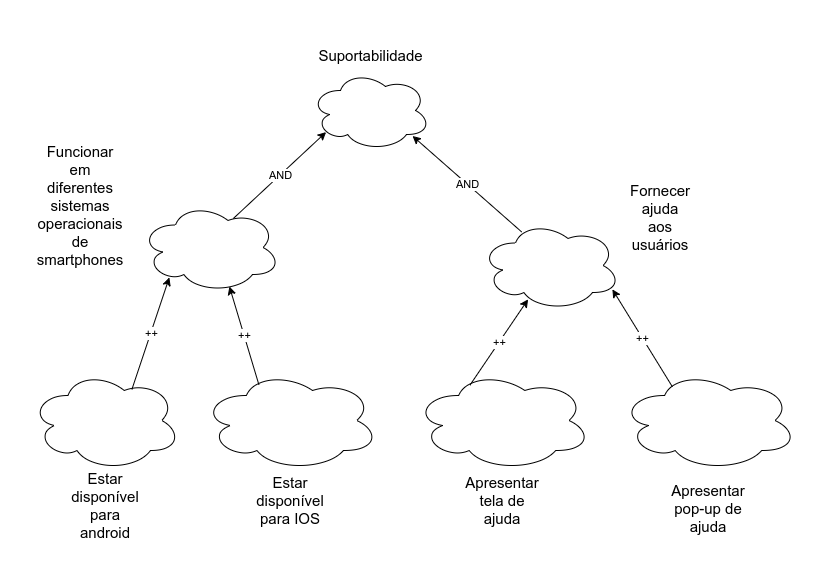 Suportabilidade
AND
AND
Funcionar
em
diferentes
sistemas
operacionais
de
smartphones
Fornecer
ajuda
aos
usuários
++
++
++
++
Estar
disponível
para
android
Estar
disponível
para IOS
Apresentar
tela de
ajuda
Apresentar
pop-up de
ajuda